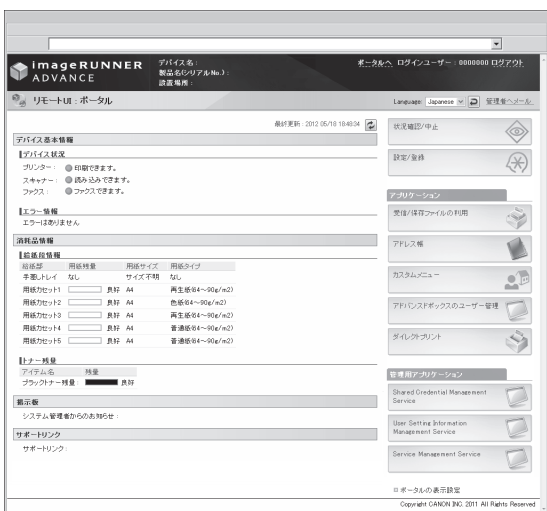 imageRUNNER
ADVANCE
デバイス名 :
製品名(シリアルNo.) :
設置場所 :
ポータルへ ログインユーザー : 0000000 ログアウト
リモートUI : ポータル
Language: Japanese 管理者へメール
最終更新 : 2012 05/18 18:48:34
デバイス基本情報
デバイス状況
プリンター : 印刷できます。
スキャナー : 読み込みできます。
ファクス : ファクスできます。
エラー情報
エラーはありません
消耗品情報
給紙段情報
給紙部 用紙残量 用紙サイズ 用紙タイプ
手差しトレイ なし サイズ不明 なし
用紙カセット1 良好 A4 再生紙(64～90g/m2)
用紙カセット2 良好 A4 色紙(64～90g/m2)
用紙カセット3 良好 A4 再生紙(64～90g/m2)
用紙カセット4 良好 A4 普通紙(64～90g/m2)
用紙カセット5 良好 A4 普通紙(64～90g/m2)
トナー残量
アイテム名 残量
ブラックトナー残量 : 良好
掲示板
システム管理者からのお知らせ :
サポートリンク
サポートリンク :
状況確認/中止
設定/登録
アプリケーション
受信/保存ファイルの利用
アドレス帳
カスタムメニュー
アドバンスドボックスのユーザー管理
ダイレクトプリント
管理用アプリケーション
Shared Credential Management
Service
User Setting Information
Management Service
Service Management Service
ポータルの表示設定
Copyright CANON INC. 2011 All Rights Reserved